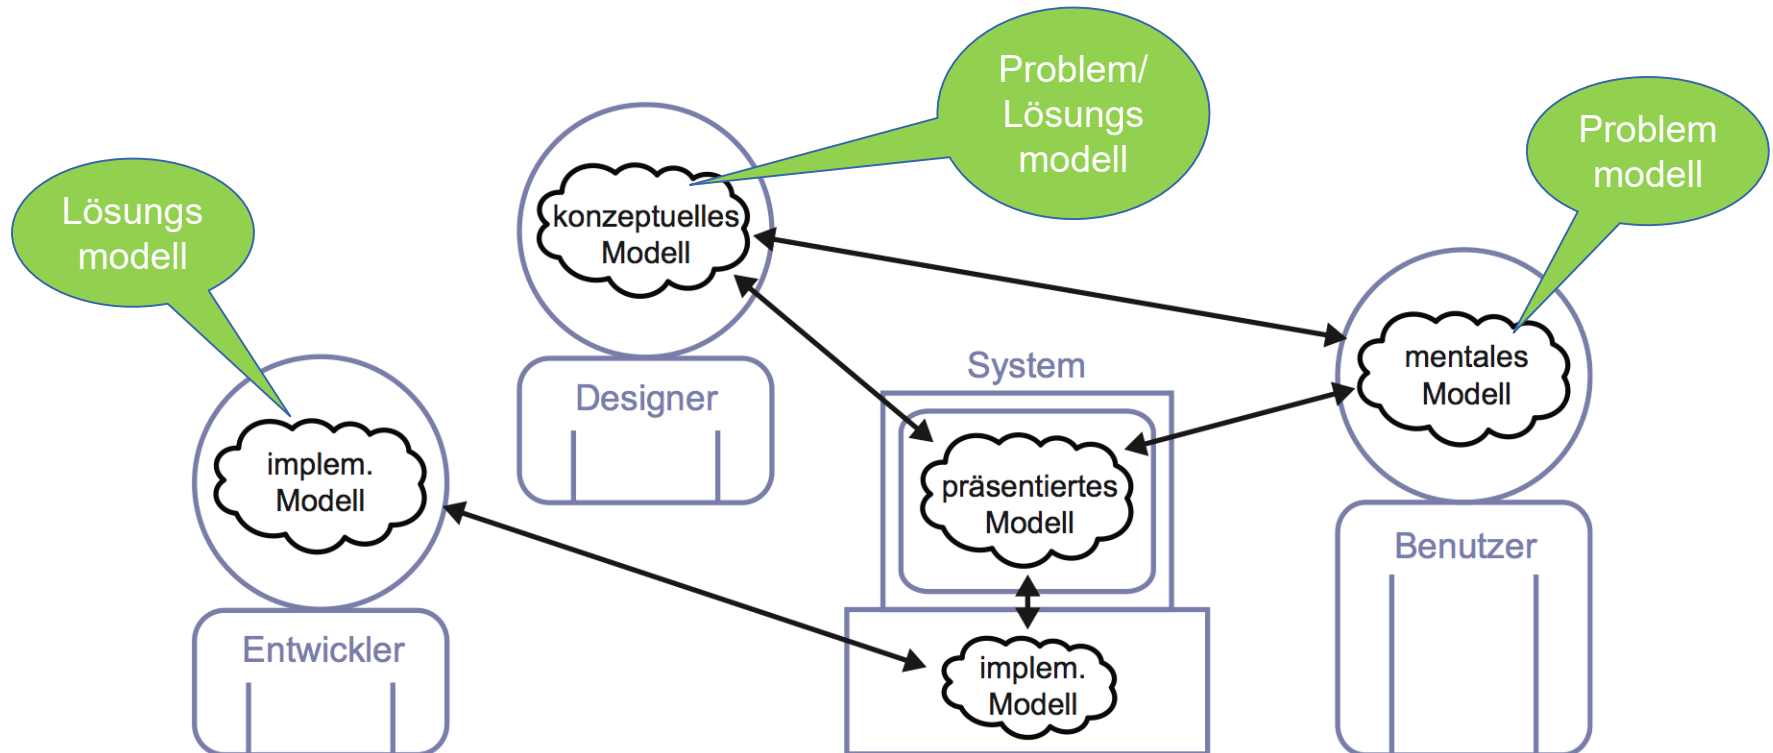 Problem/
Lösungs
modell
Problem
modell
Lösungs
modell
konzeptuelles
Modell
mentales
Modell
System
Designer
implem.
Modell
präsentiertes
Modell
Benutzer
Entwickler
implem.
Modell